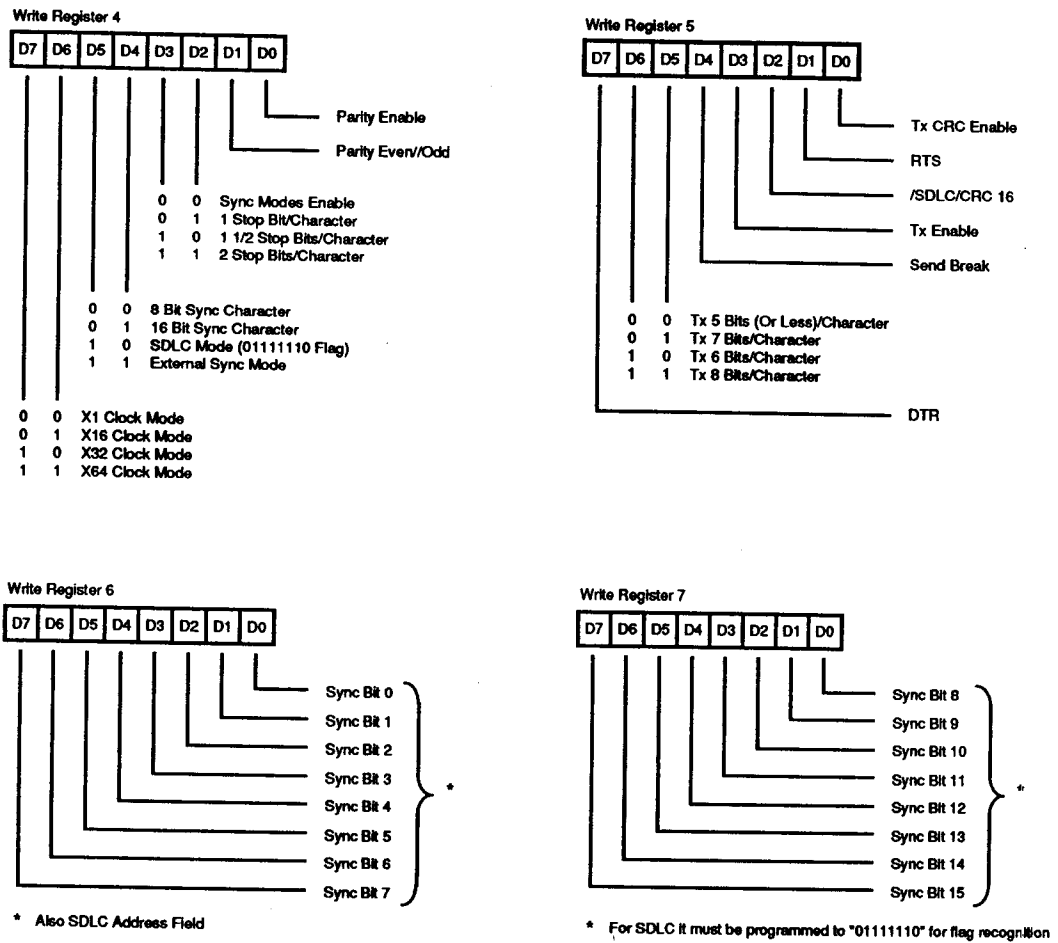 Write Register 4
D7 D6 D5 D4 D3 D2 D1 D0
Parity Enable
Parity Even//Odd
0 0 Sync Modes Enable
0 1 1 Stop Bit/Character
1 0 1 1/2 Stop Bits/Character
1 1 2 Stop Bits/Character
0 0 8 Bit Sync Character
0 1 16 Bit Sync Character
1 0 SDLC Mode (01111110 Flag)
1 1 External Sync Mode
0 0 X1 Clock Mode
0 1 X16 Clock Mode
1 0 X32 Clock Mode
1 1 X64 Clock Mode
Write Register 5
D7 D6 D5 D4 D3 D2 D1 D0
Tx CRC Enable
RTS
/SDLC/CRC 16
Tx Enable
Send Break
0 0 Tx 5 Bits (Or Less)/Character
0 1 Tx 7 Bits/Character
1 0 Tx 6 Bits/Character
1 1 Tx 8 Bits/Character
DTR
Write Register 6
D7 D6 D5 D4 D3 D2 D1 D0
Sync Bit 0
Sync Bit 1
Sync Bit 2
Sync Bit 3
Sync Bit 4
Sync Bit 5
Sync Bit 6
Sync Bit 7
*
* Also SDLC Address Field
Write Register 7
D7 D6 D5 D4 D3 D2 D1 D0
Sync Bit 8
Sync Bit 9
Sync Bit 10
Sync Bit 11
Sync Bit 12
Sync Bit 13
Sync Bit 14
Sync Bit 15
*
* For SDLC it must be programmed to "01111110" for flag recognition